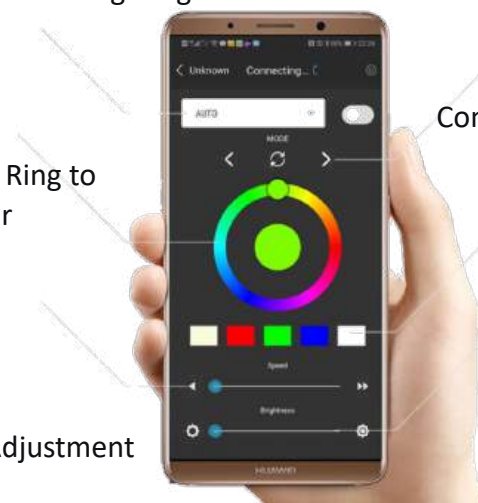 Unknown Connecting...
AUTO
MODE
Con
Ring to
r
Speed
Brightness
Adjustment
HUAWEI